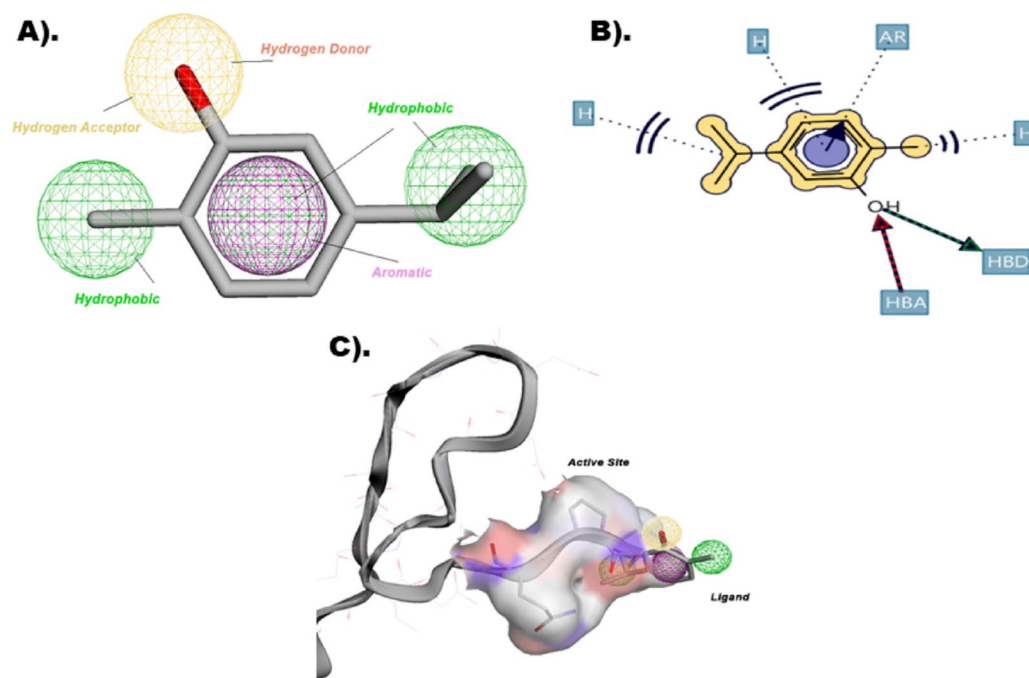 A).
Hydrogen Donor
Hydrophobic
Hydrogen Acceptor
Aromatic
Hydrophobic
B).
H
AR
H
H
OH
HBD
HBA
C).
Active Site
Ligand